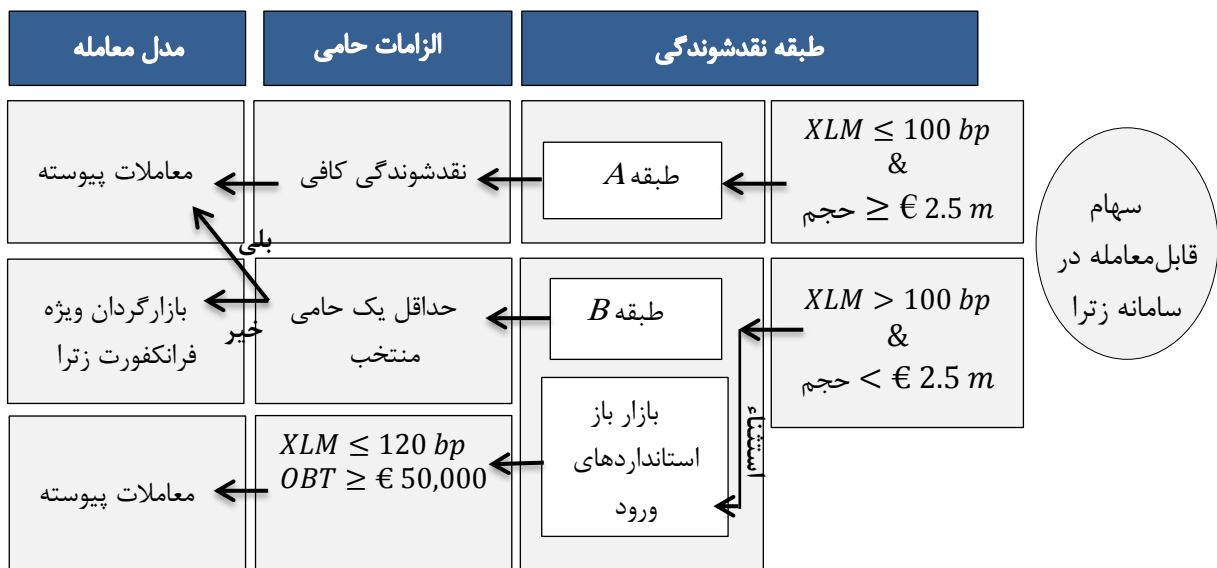 طبقه نقدشوندگی
الزامات حامی
مدل معامله
سهام
قابل‌معامله در
سامانه زترا
XLM ≤ 100 bp
&
حجم ≥ € 2.5 m
طبقه A
نقدشوندگی کافی
معاملات پیوسته
بلی
XLM > 100 bp
&
حجم < € 2.5 m
طبقه B
حداقل یک حامی
منتخب
خیر
بازارگردان ویژه
فرانکفورت زترا
استثناء
بازار باز
استانداردهای
ورود
XLM ≤ 120 bp
OBT ≥ € 50,000
معاملات پیوسته